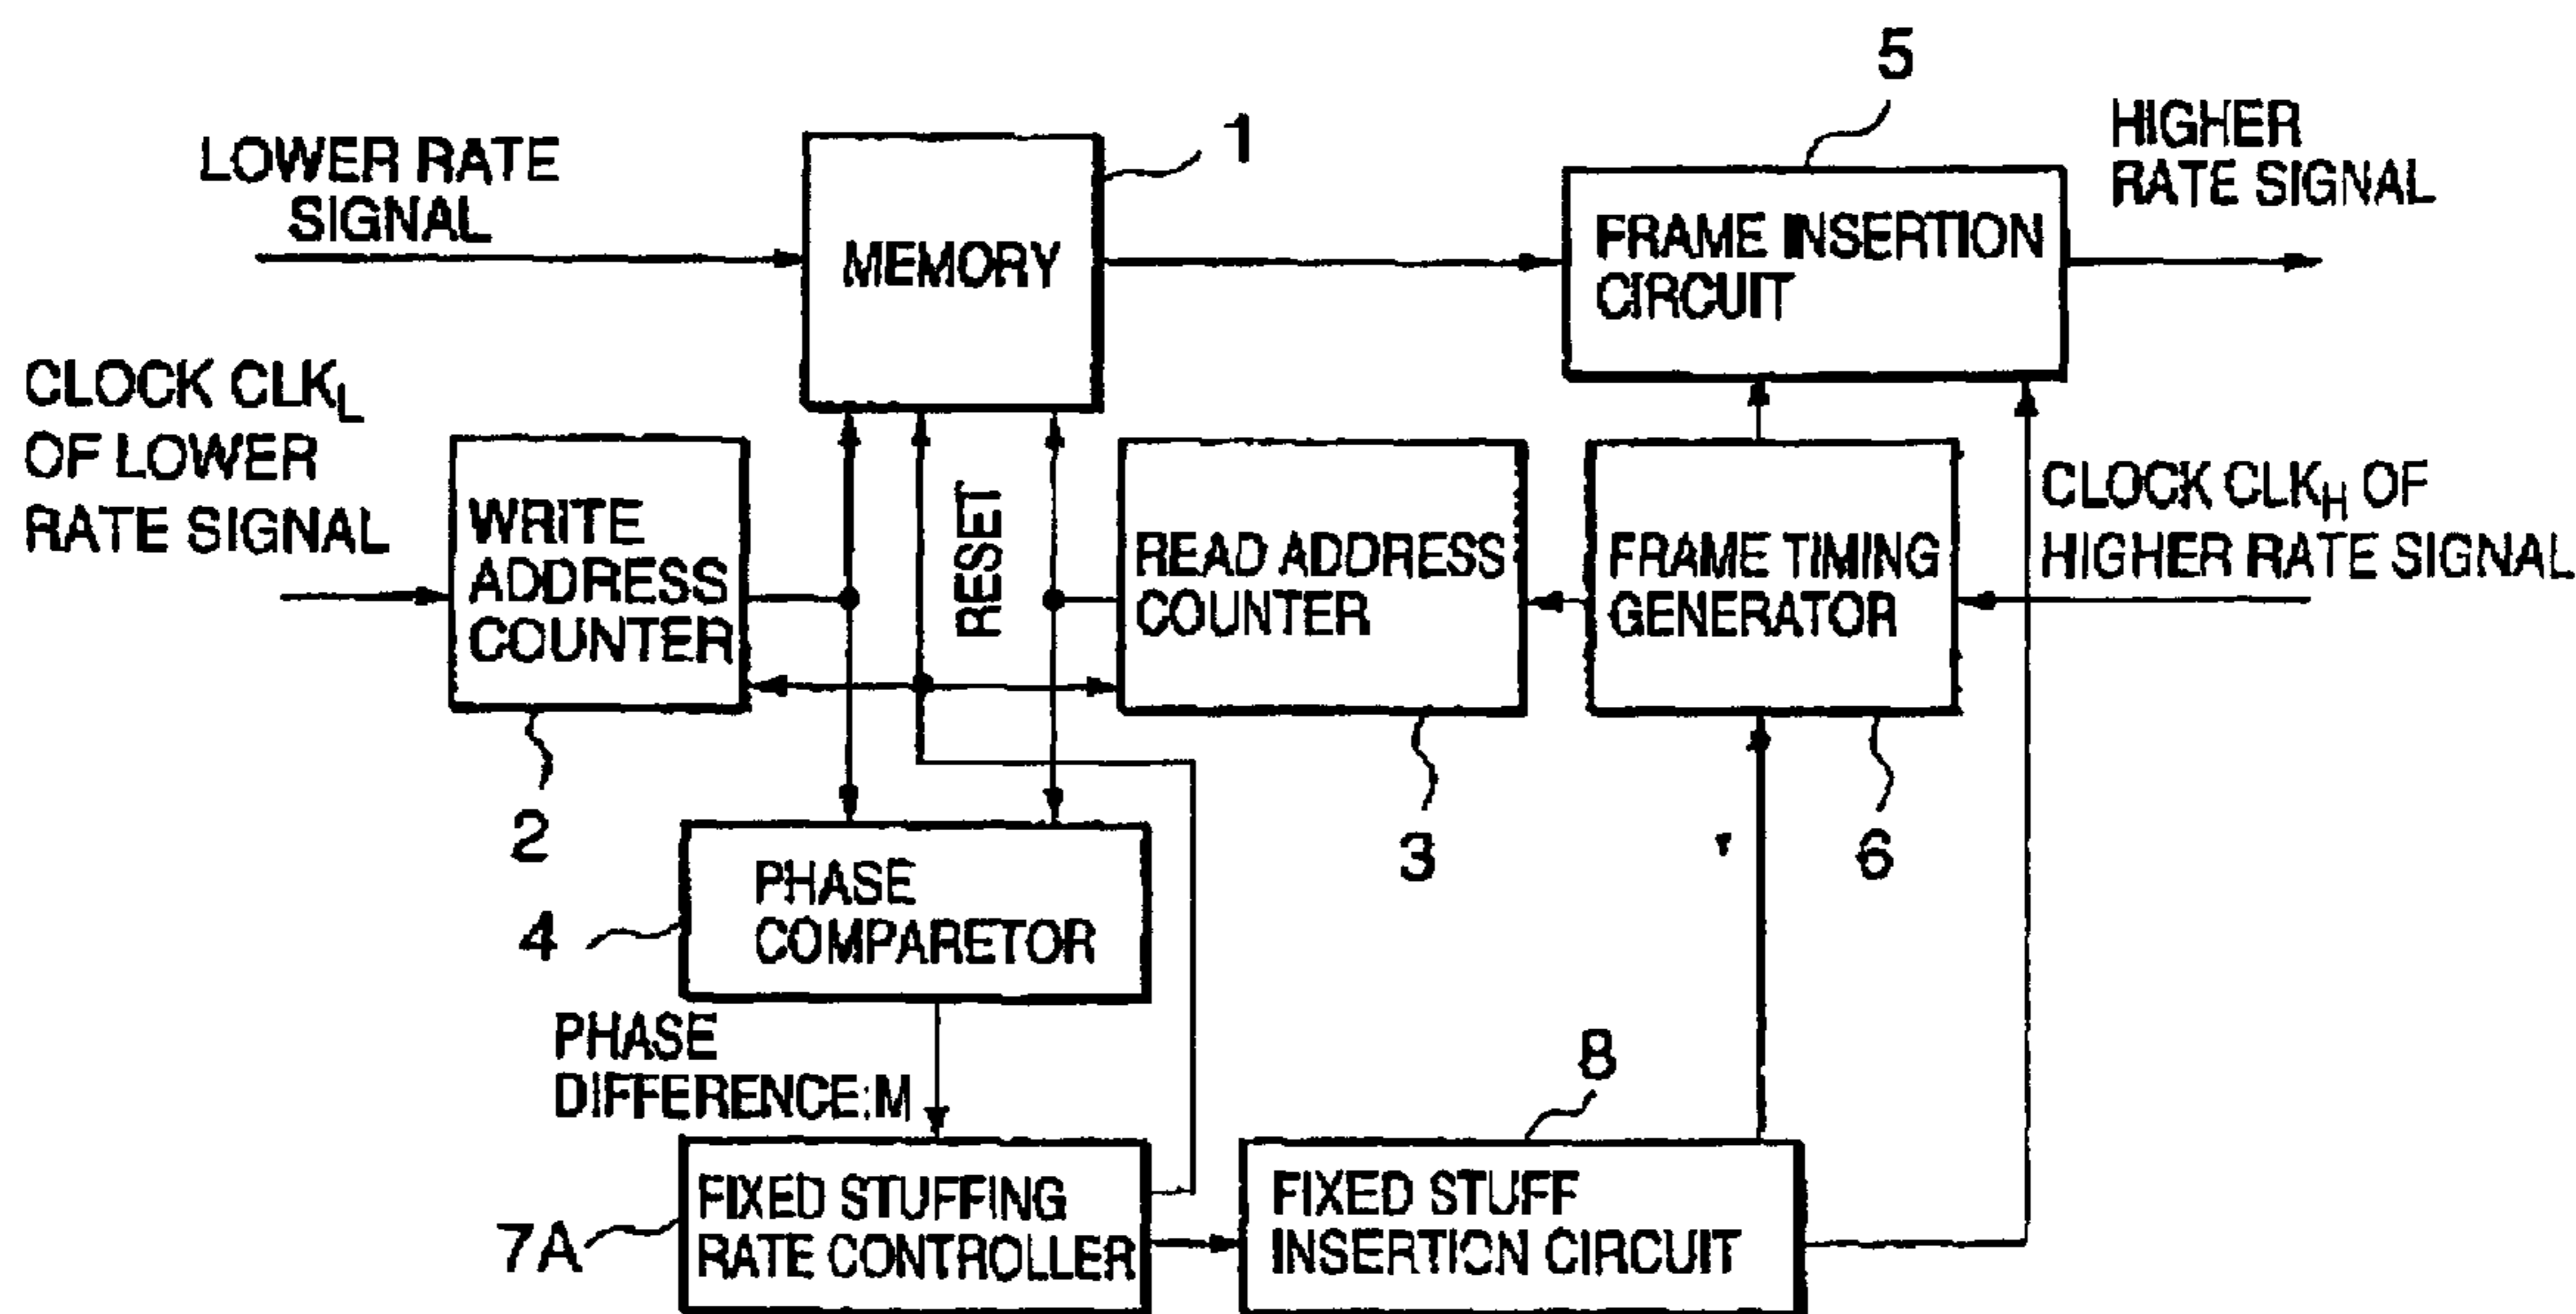 5
1
LOWER RATE
SIGNAL
MEMORY
FRAME INSERTION
CIRCUIT
HIGHER
RATE SIGNAL
CLOCK CLK_L
OF LOWER
RATE SIGNAL
WRITE
ADDRESS
COUNTER
RESET
READ ADDRESS
COUNTER
FRAME TIMING
GENERATOR
CLOCK CLK_H OF
HIGHER RATE SIGNAL
2
3
6
4
PHASE
COMPARETOR
PHASE
DIFFERENCE:M
8
7A
FIXED STUFFING
RATE CONTROLLER
FIXED STUFF
INSERTION CIRCUIT